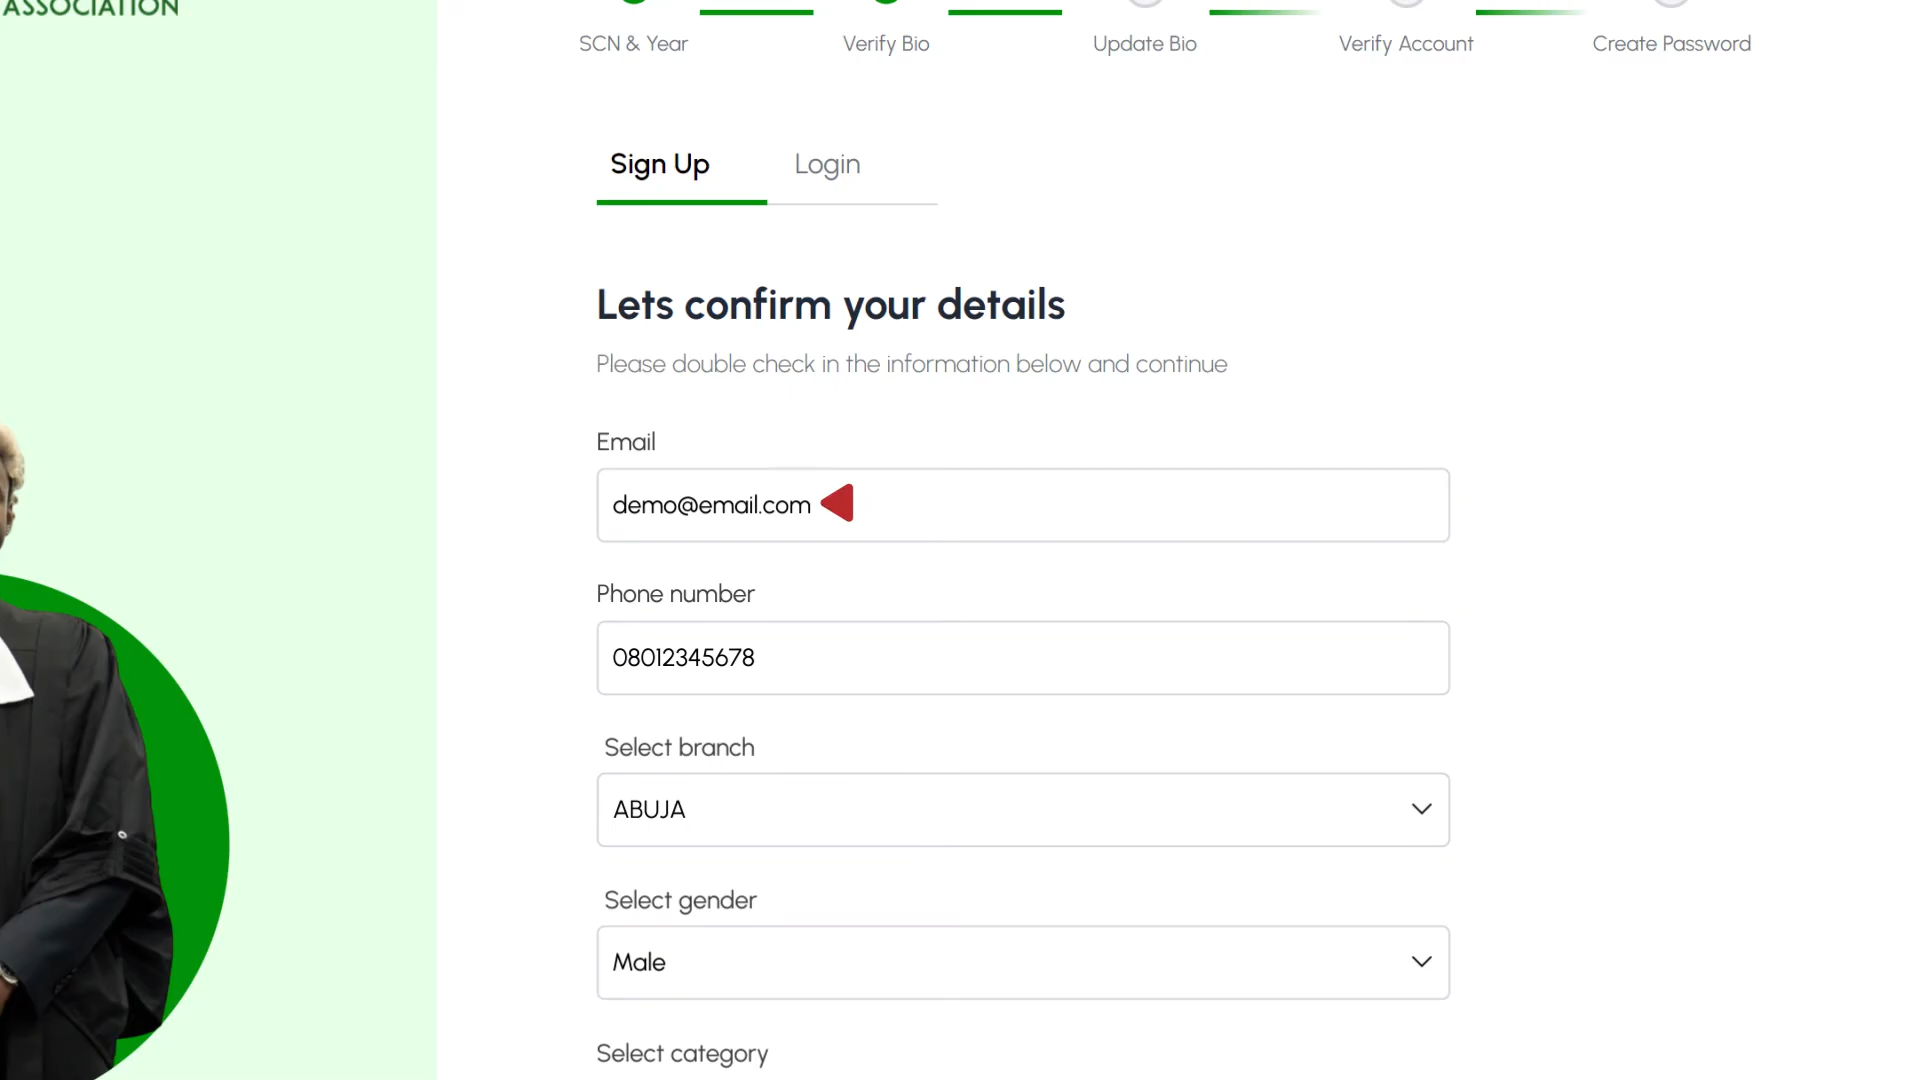 ASSOCIATION
SCN & Year
Verify Bio
Update Bio
Verify Account
Create Password
Sign Up
Login
Lets confirm your details
Please double check in the information below and continue
Email
demo@email.com
Phone number
08012345678
Select branch
ABUJA
Select gender
Male
Select category